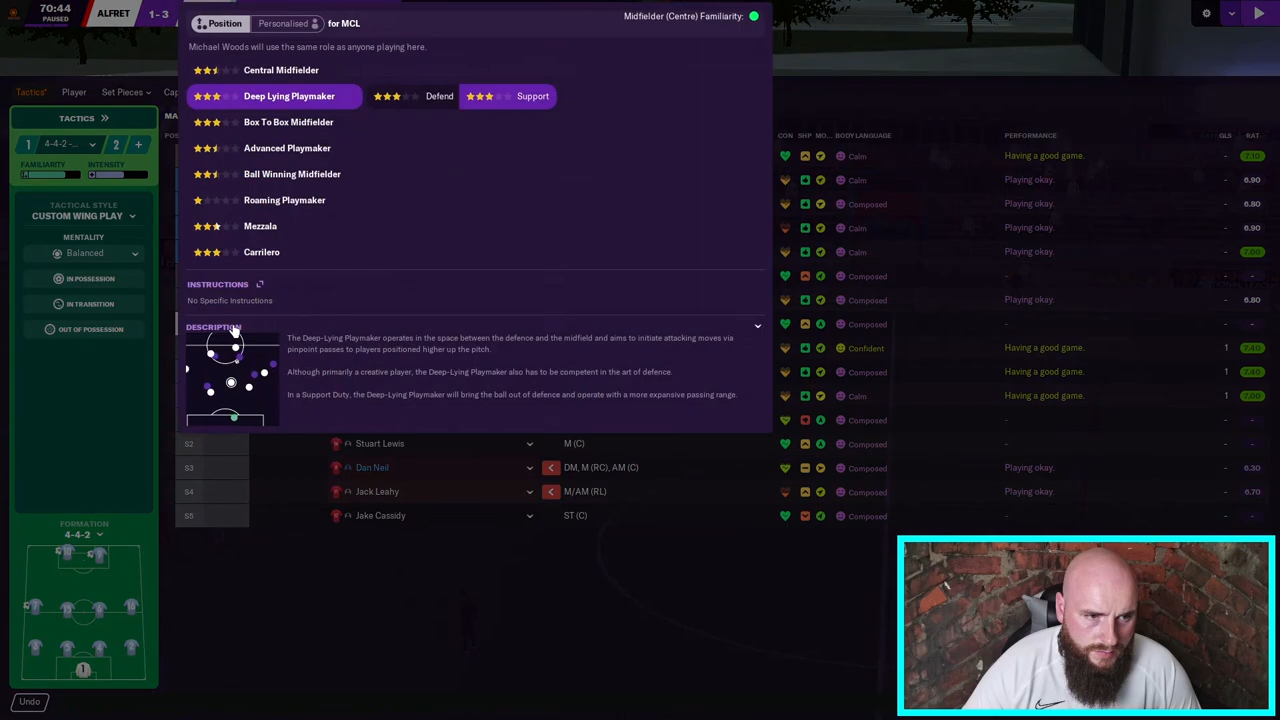 70:44
PAUSED
ALFRET
1 - 3
Position
Personalised
for MCL
Midfielder (Centre) Familiarity:
Michael Woods will use the same role as anyone playing here.
Central Midfielder
Deep Lying Playmaker
Defend
Support
Box To Box Midfielder
Advanced Playmaker
Ball Winning Midfielder
Roaming Playmaker
Mezzala
Carrilero
INSTRUCTIONS
No Specific Instructions
DESCRIPTION
The Deep-Lying Playmaker operates in the space between the defence and the midfield and aims to initiate attacking moves via
pinpoint passes to players positioned higher up the pitch.
Although primarily a creative player, the Deep-Lying Playmaker also has to be competent in the art of defence.
In a Support Duty, the Deep-Lying Playmaker will bring the ball out of defence and operate with a more expansive passing range.
Tactics*
Player
Set Pieces
TACTICS
1
4-4-2 -...
2
+
FAMILIARITY
INTENSITY
TACTICAL STYLE
CUSTOM WING PLAY
MENTALITY
Balanced
IN POSSESSION
IN TRANSITION
OUT OF POSSESSION
FORMATION
4-4-2
Undo
CON SHP MO... BODY LANGUAGE PERFORMANCE GLS RAT
Calm Having a good game. - 7.10
Calm Playing okay. - 6.90
Composed Playing okay. - 6.80
Calm Playing okay. - 6.90
Calm Playing okay. - 7.00
Composed - - -
Composed Playing okay. - 6.80
Composed - - -
Confident Having a good game. 1 7.40
Composed Having a good game. 1 7.40
Calm Having a good game. 1 7.00
Composed - - -
S2 Stuart Lewis M (C) Composed - - -
S3 Dan Neil DM, M (RC), AM (C) Composed Playing okay. - 6.30
S4 Jack Leahy M/AM (RL) Composed Playing okay. - 6.70
S5 Jake Cassidy ST (C) Composed - - -